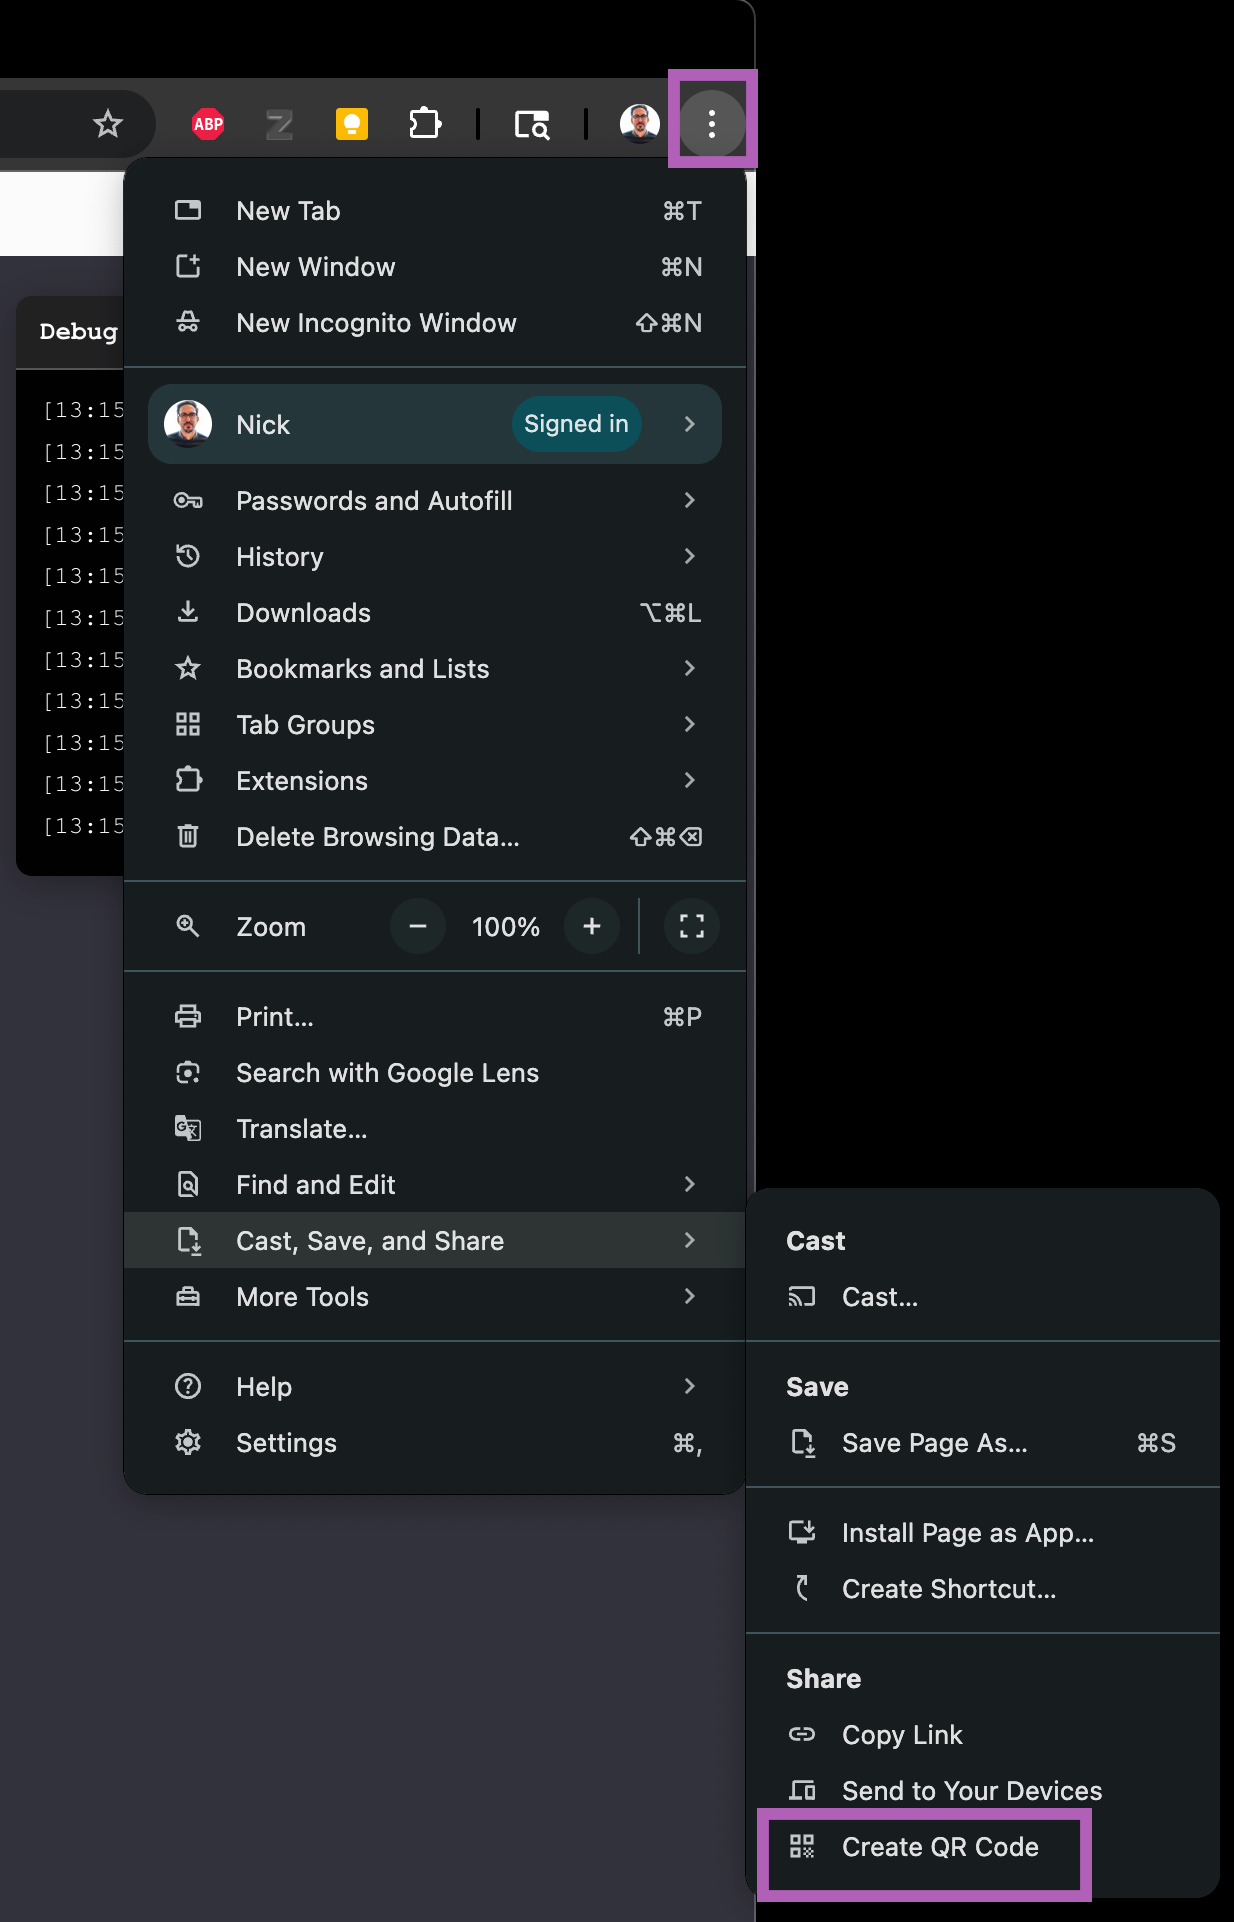 ABP
Z
New Tab ⌘T
New Window ⌘N
New Incognito Window ⇧⌘N
Debug
Nick Signed in
[13:15
Passwords and Autofill
[13:15
[13:15
History
[13:15
[13:15
Downloads ⌥⌘L
[13:15
Bookmarks and Lists
[13:15
[13:15
Tab Groups
[13:15
Extensions
[13:15
Delete Browsing Data... ⇧⌘⌫
[13:15
Zoom − 100% +
Print... ⌘P
Search with Google Lens
Translate...
Find and Edit
Cast, Save, and Share
More Tools
Help
Settings ⌘,
Cast
Cast...
Save
Save Page As... ⌘S
Install Page as App...
Create Shortcut...
Share
Copy Link
Send to Your Devices
Create QR Code